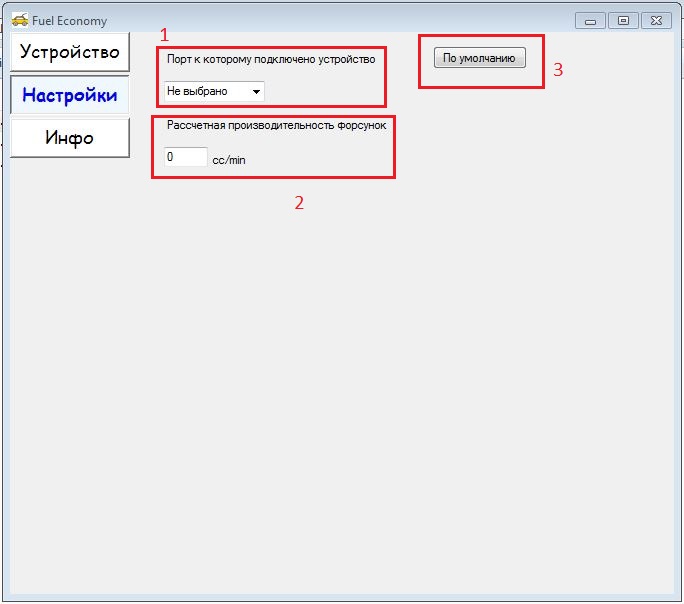 Fuel Economy
Устройство
Настройки
Инфо
1
Порт к которому подключено устройство
Не выбрано
Рассчетная производительность форсунок
0 cc/min
2
По умолчанию
3